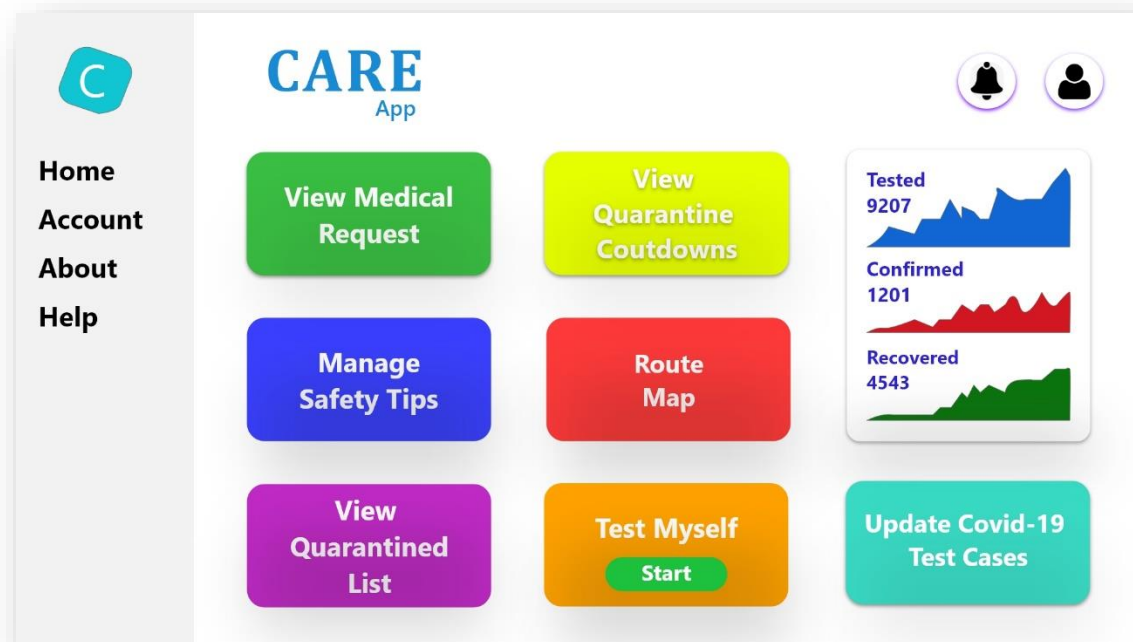 C
CARE
App
Home
Account
About
Help
View Medical
Request
View
Quarantine
Coutdowns
Tested
9207
Confirmed
1201
Recovered
4543
Manage
Safety Tips
Route
Map
View
Quarantined
List
Test Myself
Start
Update Covid-19
Test Cases